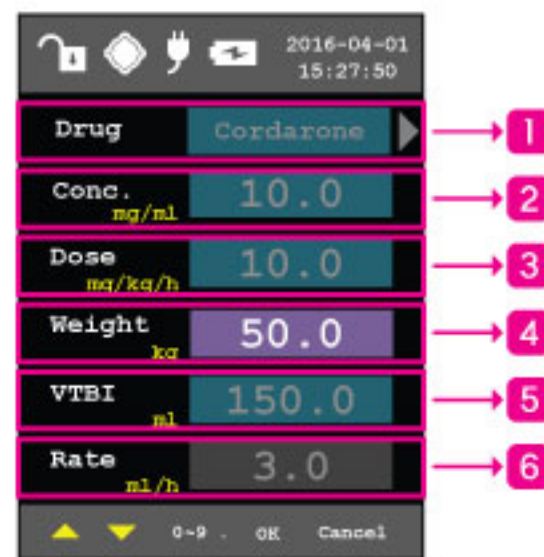 2016-04-01
15:27:50
Drug Cordarone 1
Conc. mg/ml 10.0 2
Dose mg/kg/h 10.0 3
Weight kg 50.0 4
VTBI ml 150.0 5
Rate ml/h 3.0 6
0~9 . OK Cancel